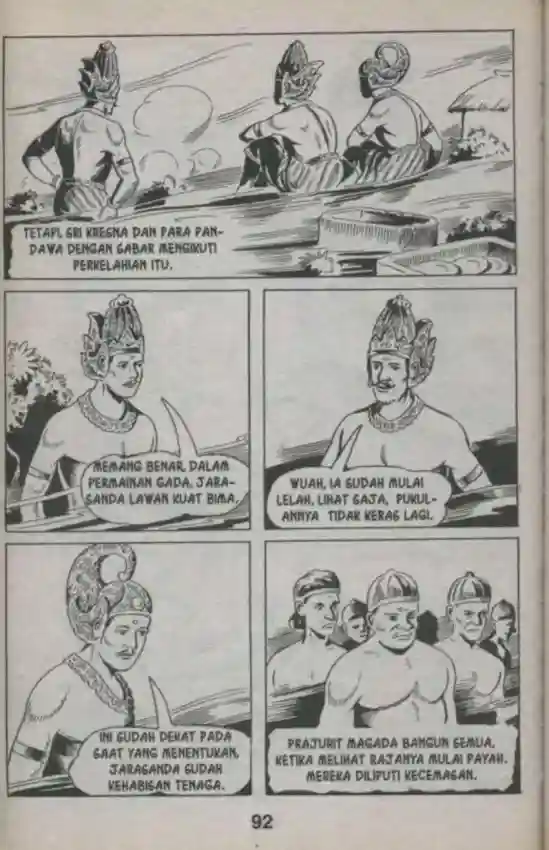 TETAPI, SRI KRESNA DAN PARA PAN-
DAWA DENGAN SABAR MENGIKUTI
PERKELAHIAN ITU.
MEMANG BENAR, DALAM
PERMAINAN GADA, JARA-
SANDA LAWAN KUAT BIMA.
WUAH, IA SUDAH MULAI
LELAH, LIHAT SAJA, PUKUL-
ANNYA TIDAK KERAS LAGI.
INI SUDAH DEKAT PADA
SAAT YANG MENENTUKAN,
JARASANDA SUDAH
KEHABISAN TENAGA.
PRAJURIT MAGADA BANGUN SEMUA,
KETIKA MELIHAT RAJANYA MULAI PAYAH.
MEREKA DILIPUTI KECEMASAN.
92